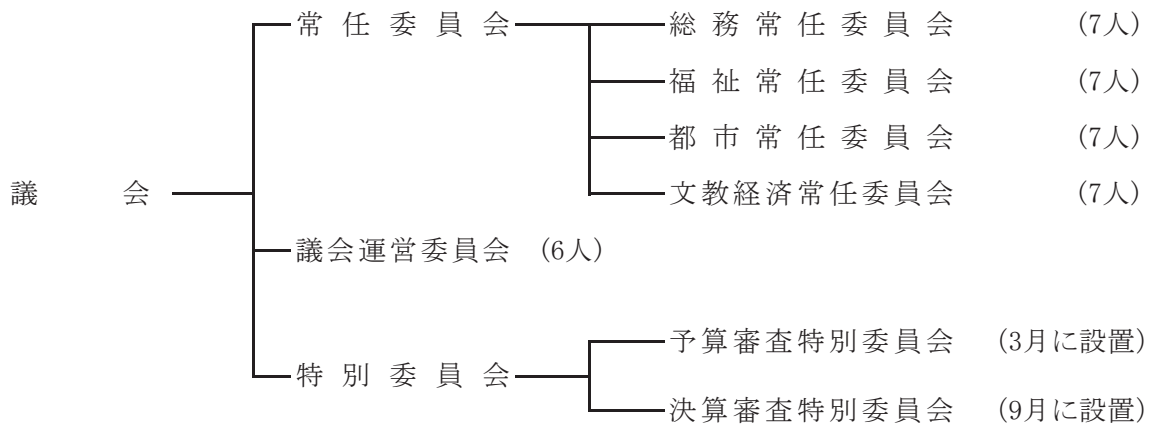 常任委員会 総務常任委員会 (7人)
福祉常任委員会 (7人)
都市常任委員会 (7人)
議会 文教経済常任委員会 (7人)
議会運営委員会 (6人)
予算審査特別委員会 (3月に設置)
特別委員会
決算審査特別委員会 (9月に設置)